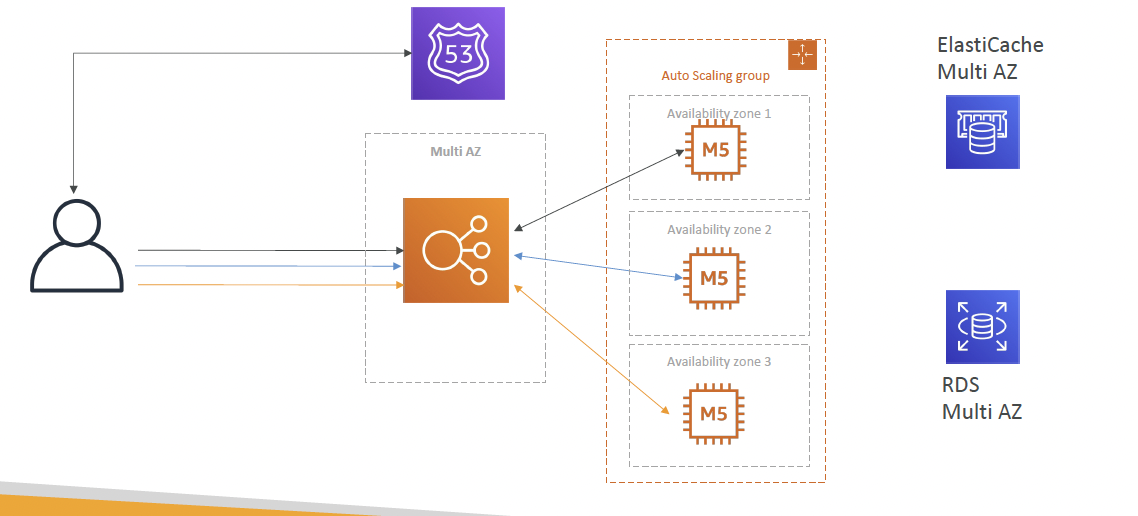 53
Auto Scaling group
Availability zone 1
M5
Multi AZ
Availability zone 2
M5
Availability zone 3
M5
ElastiCache
Multi AZ
RDS
Multi AZ